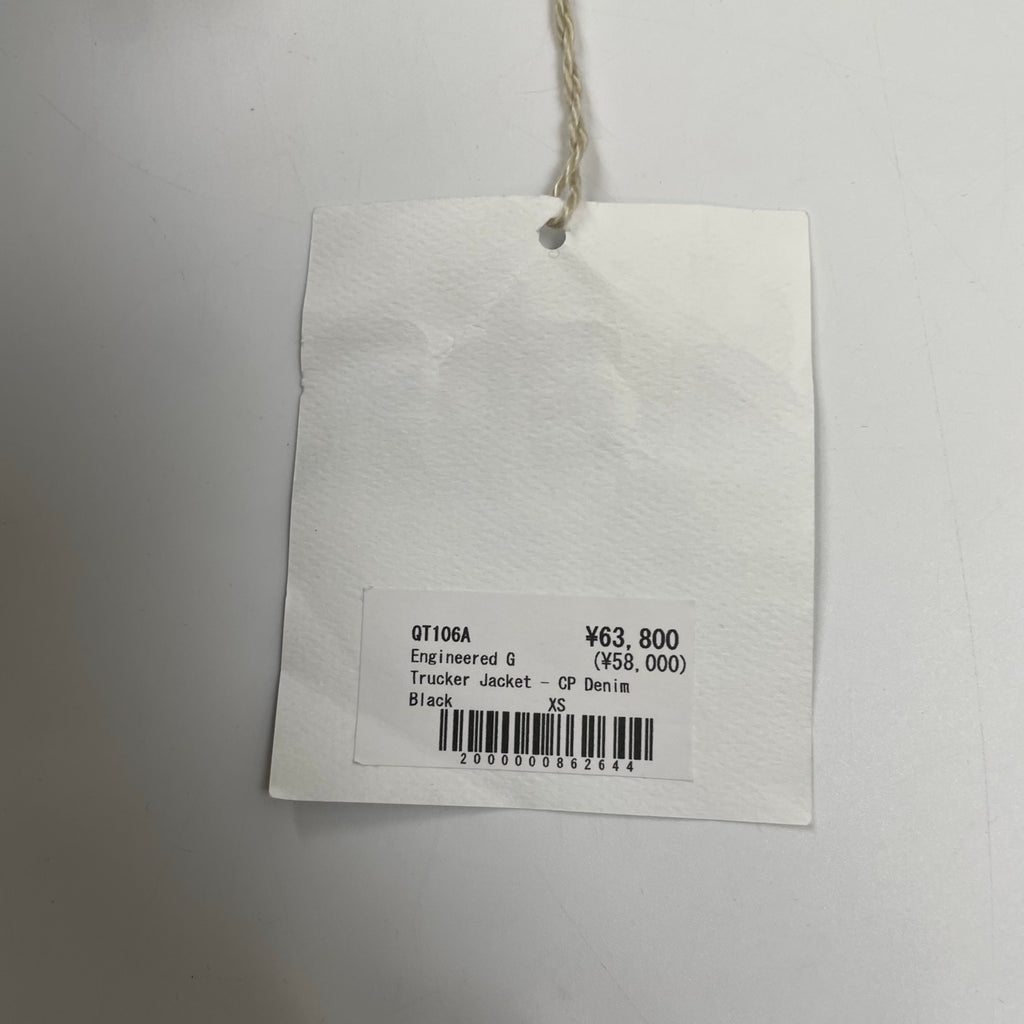 QT106A ¥63,800
Engineered G (¥58,000)
Trucker Jacket - CP Denim
Black XS
2000000862644